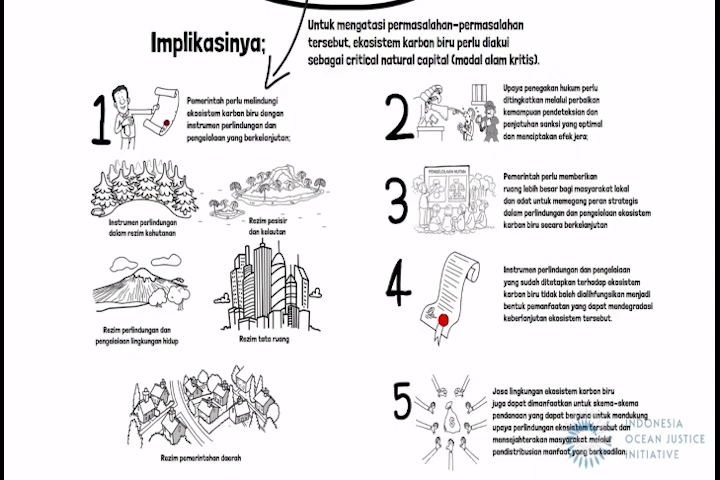 Implikasinya;
Untuk mengatasi permasalahan-permasalahan
tersebut, ekosistem karbon biru perlu diakui
sebagai critical natural capital (modal alam kritis).
1
Pemerintah perlu melindungi
ekosistem karbon biru dengan
instrumen perlindungan dan
pengelolaan yang berkelanjutan;
Instrumen perlindungan
dalam rezim kehutanan
Rezim pesisir
dan kelautan
Rezim perlindungan dan
pengelolaan lingkungan hidup
Rezim tata ruang
Rezim pemerintahan daerah
2
Upaya penegakan hukum perlu
ditingkatkan melalui perbaikan
kemampuan pendeteksian dan
penjatuhan sanksi yang optimal
dan menciptakan efek jera;
3
Pemerintah perlu memberikan
ruang lebih besar bagi masyarakat lokal
dan adat untuk memegang peran strategis
dalam perlindungan dan pengelolaan ekosistem
karbon biru secara berkelanjutan
4
Instrumen perlindungan dan pengelolaan
yang sudah ditetapkan terhadap ekosistem
karbon biru tidak boleh dialihfungsikan menjadi
bentuk pemanfaatan yang dapat mendegradasi
keberlanjutan ekosistem tersebut.
5
Jasa lingkungan ekosistem karbon biru
juga dapat dimanfaatkan untuk skema-skema
pendanaan yang dapat berguna untuk mendukung
upaya perlindungan ekosistem tersebut dan
mensejahterakan masyarakat melalui
pendistribusian manfaat yang berkeadilan;
INDONESIA
OCEAN JUSTICE
INITIATIVE